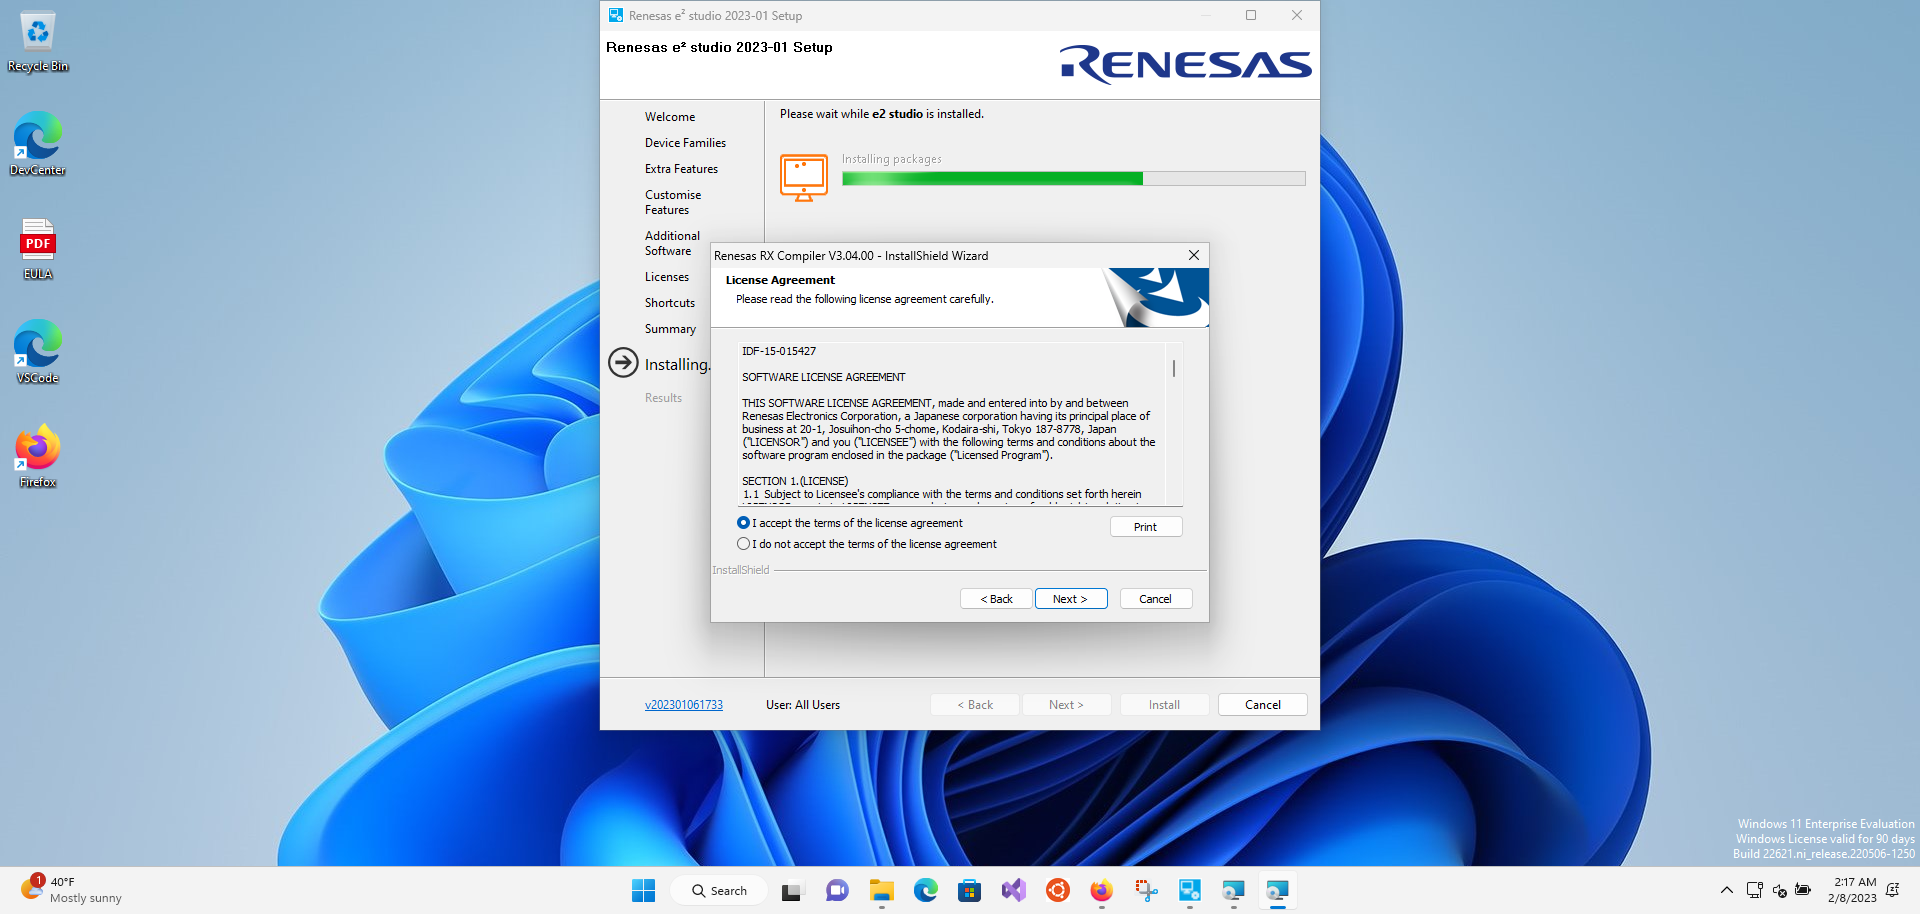 Recycle Bin
DevCenter
PDF
EULA
VSCode
Firefox
Renesas e² studio 2023-01 Setup
Renesas e² studio 2023-01 Setup
RENESAS
Welcome
Device Families
Extra Features
Customise
Features
Additional
Software
Licenses
Shortcuts
Summary
Installing.
Results
Please wait while e2 studio is installed.
Installing packages
Renesas RX Compiler V3.04.00 - InstallShield Wizard
License Agreement
Please read the following license agreement carefully.
IDF-15-015427
SOFTWARE LICENSE AGREEMENT
THIS SOFTWARE LICENSE AGREEMENT, made and entered into by and between
Renesas Electronics Corporation, a Japanese corporation having its principal place of
business at 20-1, Josuihon-cho 5-chome, Kodaira-shi, Tokyo 187-8778, Japan
("LICENSOR") and you ("LICENSEE") with the following terms and conditions about the
software program enclosed in the package ("Licensed Program").
SECTION 1.(LICENSE)
1.1 Subject to Licensee's compliance with the terms and conditions set forth herein
I accept the terms of the license agreement
Print
I do not accept the terms of the license agreement
InstallShield
< Back
Next >
Cancel
v202301061733
User: All Users
< Back
Next >
Install
Cancel
Windows 11 Enterprise Evaluation
Windows License valid for 90 days
Build 22621.ni_release.220506-1250
1
40°F
Mostly sunny
Search
2:17 AM
2/8/2023